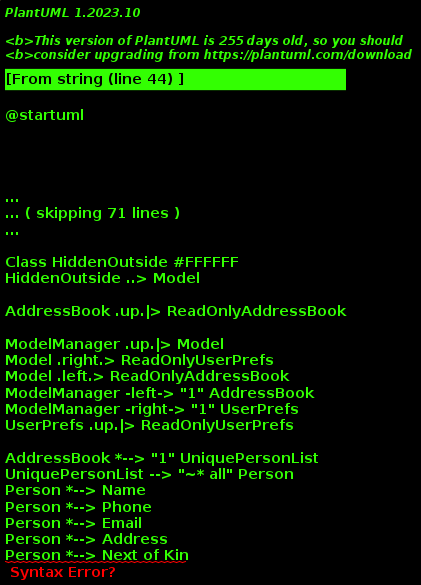 PlantUML 1.2023.10
<b>This version of PlantUML is 255 days old, so you should
<b>consider upgrading from https://plantuml.com/download
[From string (line 44) ]
@startuml
...
... ( skipping 71 lines )
...
Class HiddenOutside #FFFFFF
HiddenOutside ..> Model
AddressBook .up.|> ReadOnlyAddressBook
ModelManager .up.|> Model
Model .right.> ReadOnlyUserPrefs
Model .left.> ReadOnlyAddressBook
ModelManager -left-> "1" AddressBook
ModelManager -right-> "1" UserPrefs
UserPrefs .up.|> ReadOnlyUserPrefs
AddressBook *--> "1" UniquePersonList
UniquePersonList --> "~* all" Person
Person *--> Name
Person *--> Phone
Person *--> Email
Person *--> Address
Person *--> Next of Kin
Syntax Error?